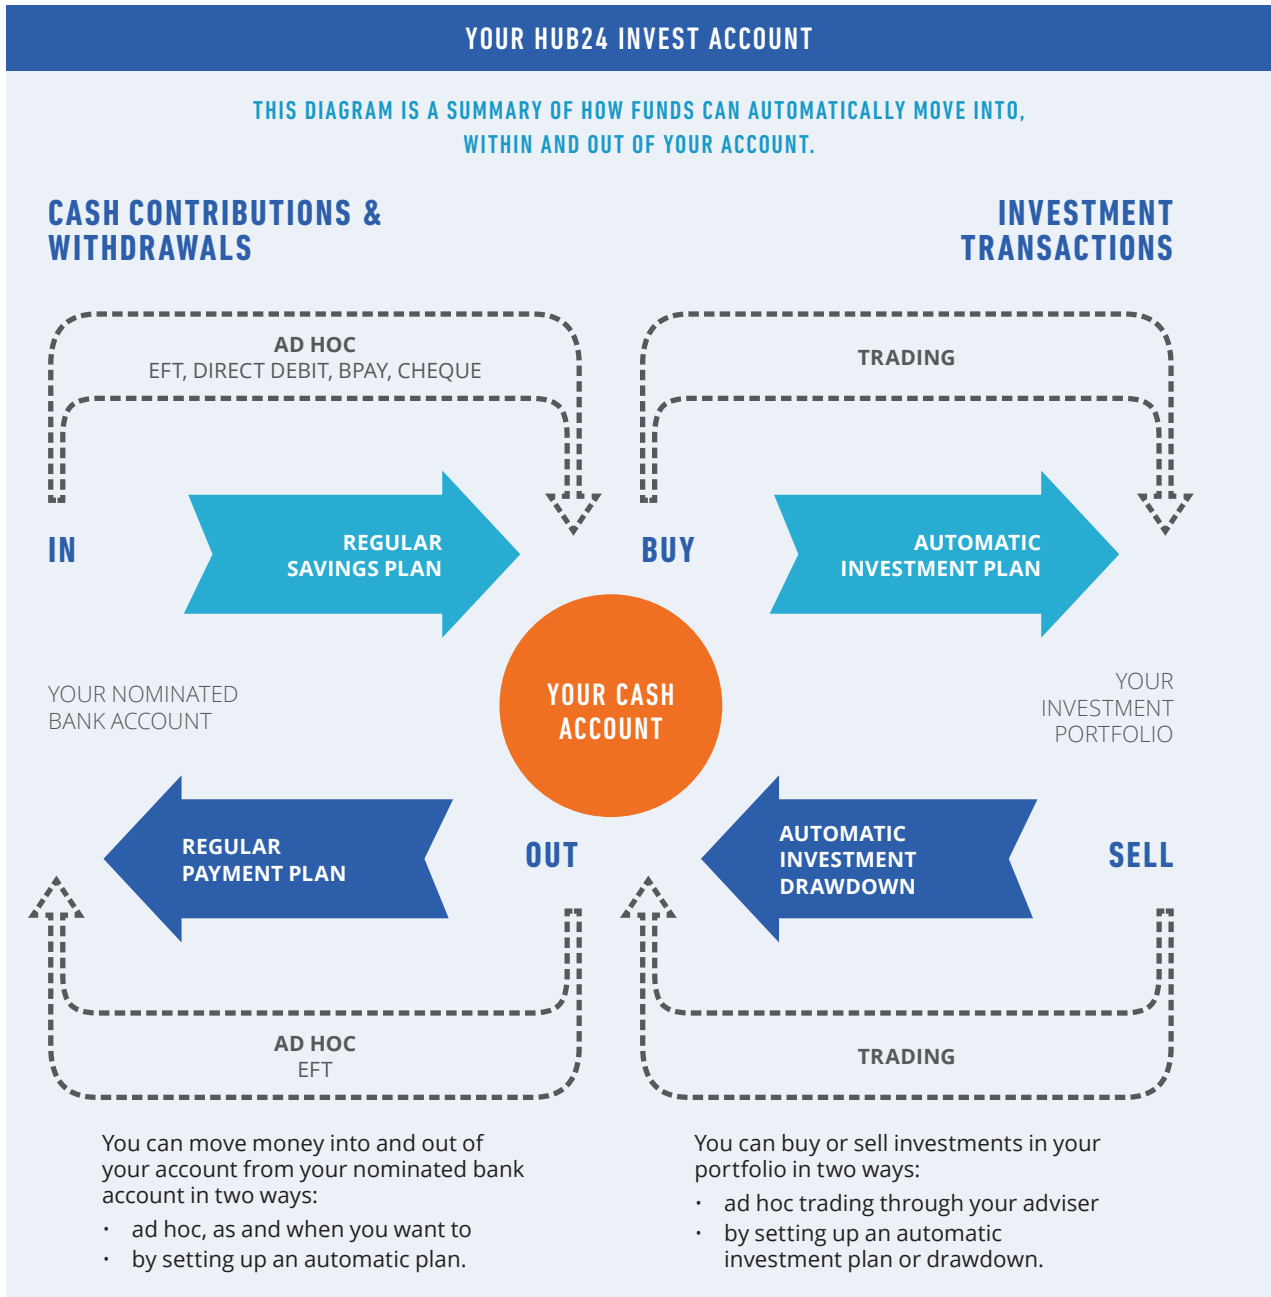 YOUR HUB24 INVEST ACCOUNT
THIS DIAGRAM IS A SUMMARY OF HOW FUNDS CAN AUTOMATICALLY MOVE INTO,
WITHIN AND OUT OF YOUR ACCOUNT.
CASH CONTRIBUTIONS &
WITHDRAWALS
INVESTMENT
TRANSACTIONS
AD HOC
EFT, DIRECT DEBIT, BPAY, CHEQUE
TRADING
IN
REGULAR
SAVINGS PLAN
BUY
AUTOMATIC
INVESTMENT PLAN
YOUR NOMINATED
BANK ACCOUNT
YOUR CASH
ACCOUNT
YOUR
INVESTMENT
PORTFOLIO
REGULAR
PAYMENT PLAN
OUT
AUTOMATIC
INVESTMENT
DRAWDOWN
SELL
AD HOC
EFT
TRADING
You can move money into and out of
your account from your nominated bank
account in two ways:
· ad hoc, as and when you want to
· by setting up an automatic plan.
You can buy or sell investments in your
portfolio in two ways:
· ad hoc trading through your adviser
· by setting up an automatic
investment plan or drawdown.